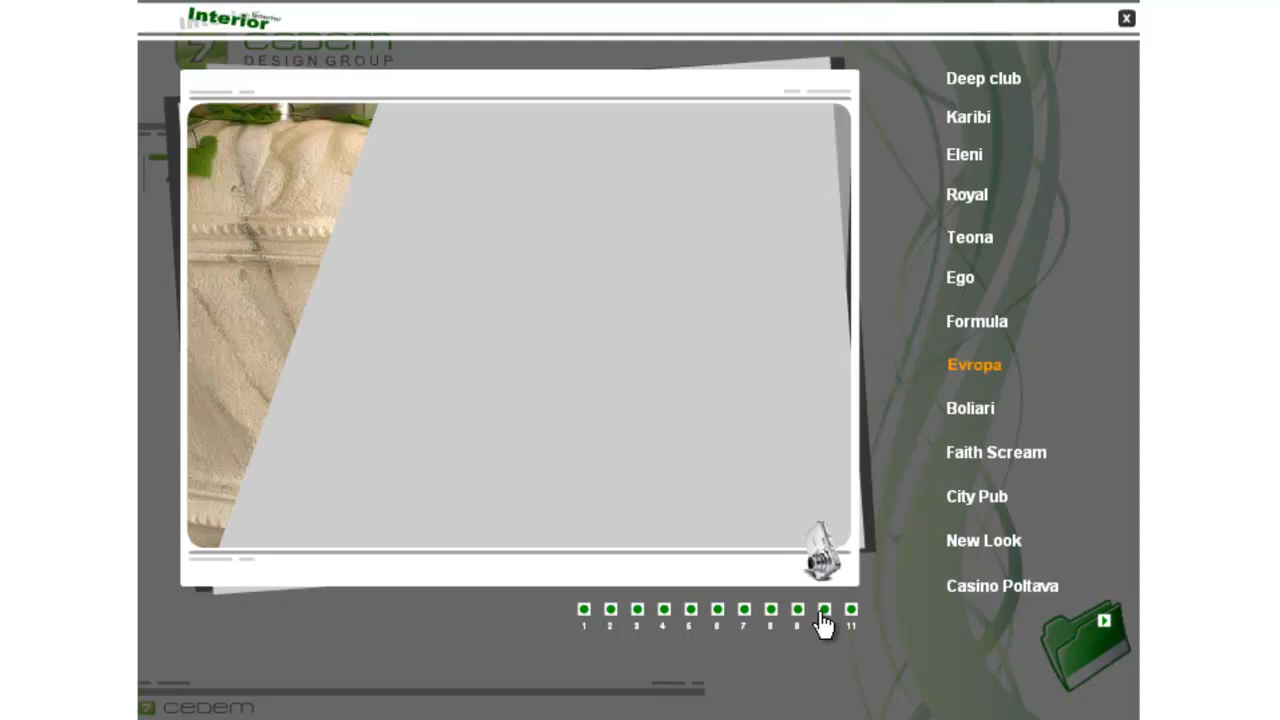 Interior
Interior
X
CEDEM
DESIGN GROUP
Deep club
Karibi
Eleni
Royal
Teona
Ego
Formula
Evropa
Boliari
Faith Scream
City Pub
New Look
Casino Poltava
1 2 3 4 5 6 7 8 9 11
CEDEM